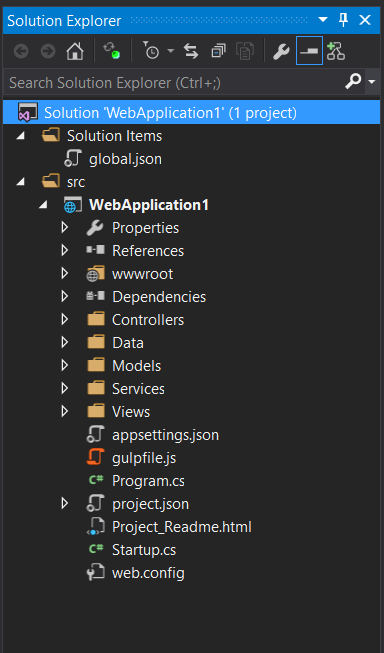 Solution Explorer
Search Solution Explorer (Ctrl+;)
Solution 'WebApplication1' (1 project)
Solution Items
global.json
src
WebApplication1
Properties
References
wwwroot
Dependencies
Controllers
Data
Models
Services
Views
appsettings.json
gulpfile.js
C# Program.cs
project.json
Project_Readme.html
C# Startup.cs
web.config